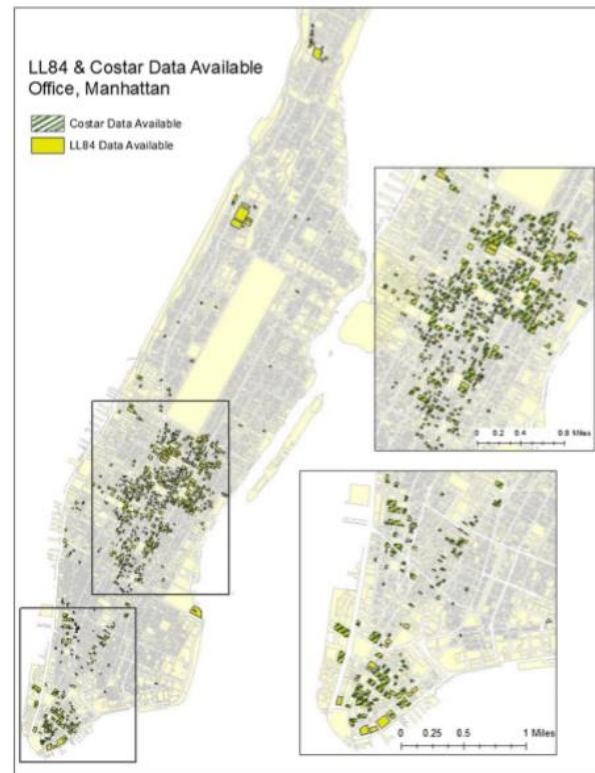 LL84 & Costar Data Available
Office, Manhattan
Costar Data Available
LL84 Data Available
0 0.2 0.4 0.8 Miles
0 0.25 0.5 1 Miles